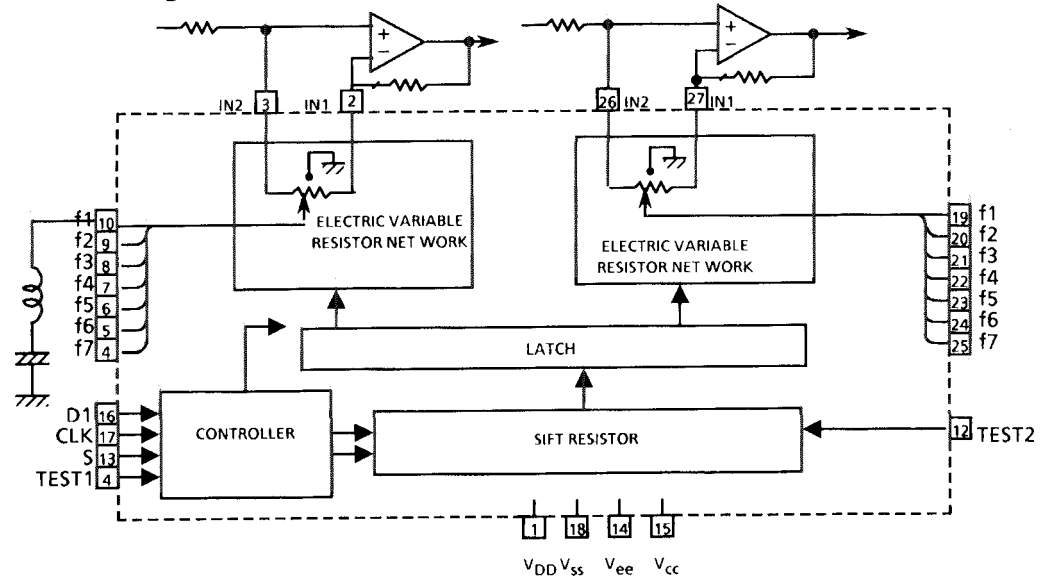 +
−
+
−
IN2 3 IN1 2
26 IN2 27 IN1
ELECTRIC VARIABLE
RESISTOR NET WORK
ELECTRIC VARIABLE
RESISTOR NET WORK
f1 10
f2 9
f3 8
f4 7
f5 6
f6 5
f7 4
19 f1
20 f2
21 f3
22 f4
23 f5
24 f6
25 f7
LATCH
D1 16
CLK 17
S 13
TEST1 4
CONTROLLER
SIFT RESISTOR
12 TEST2
1 18 14 15
VDD Vss Vee Vcc